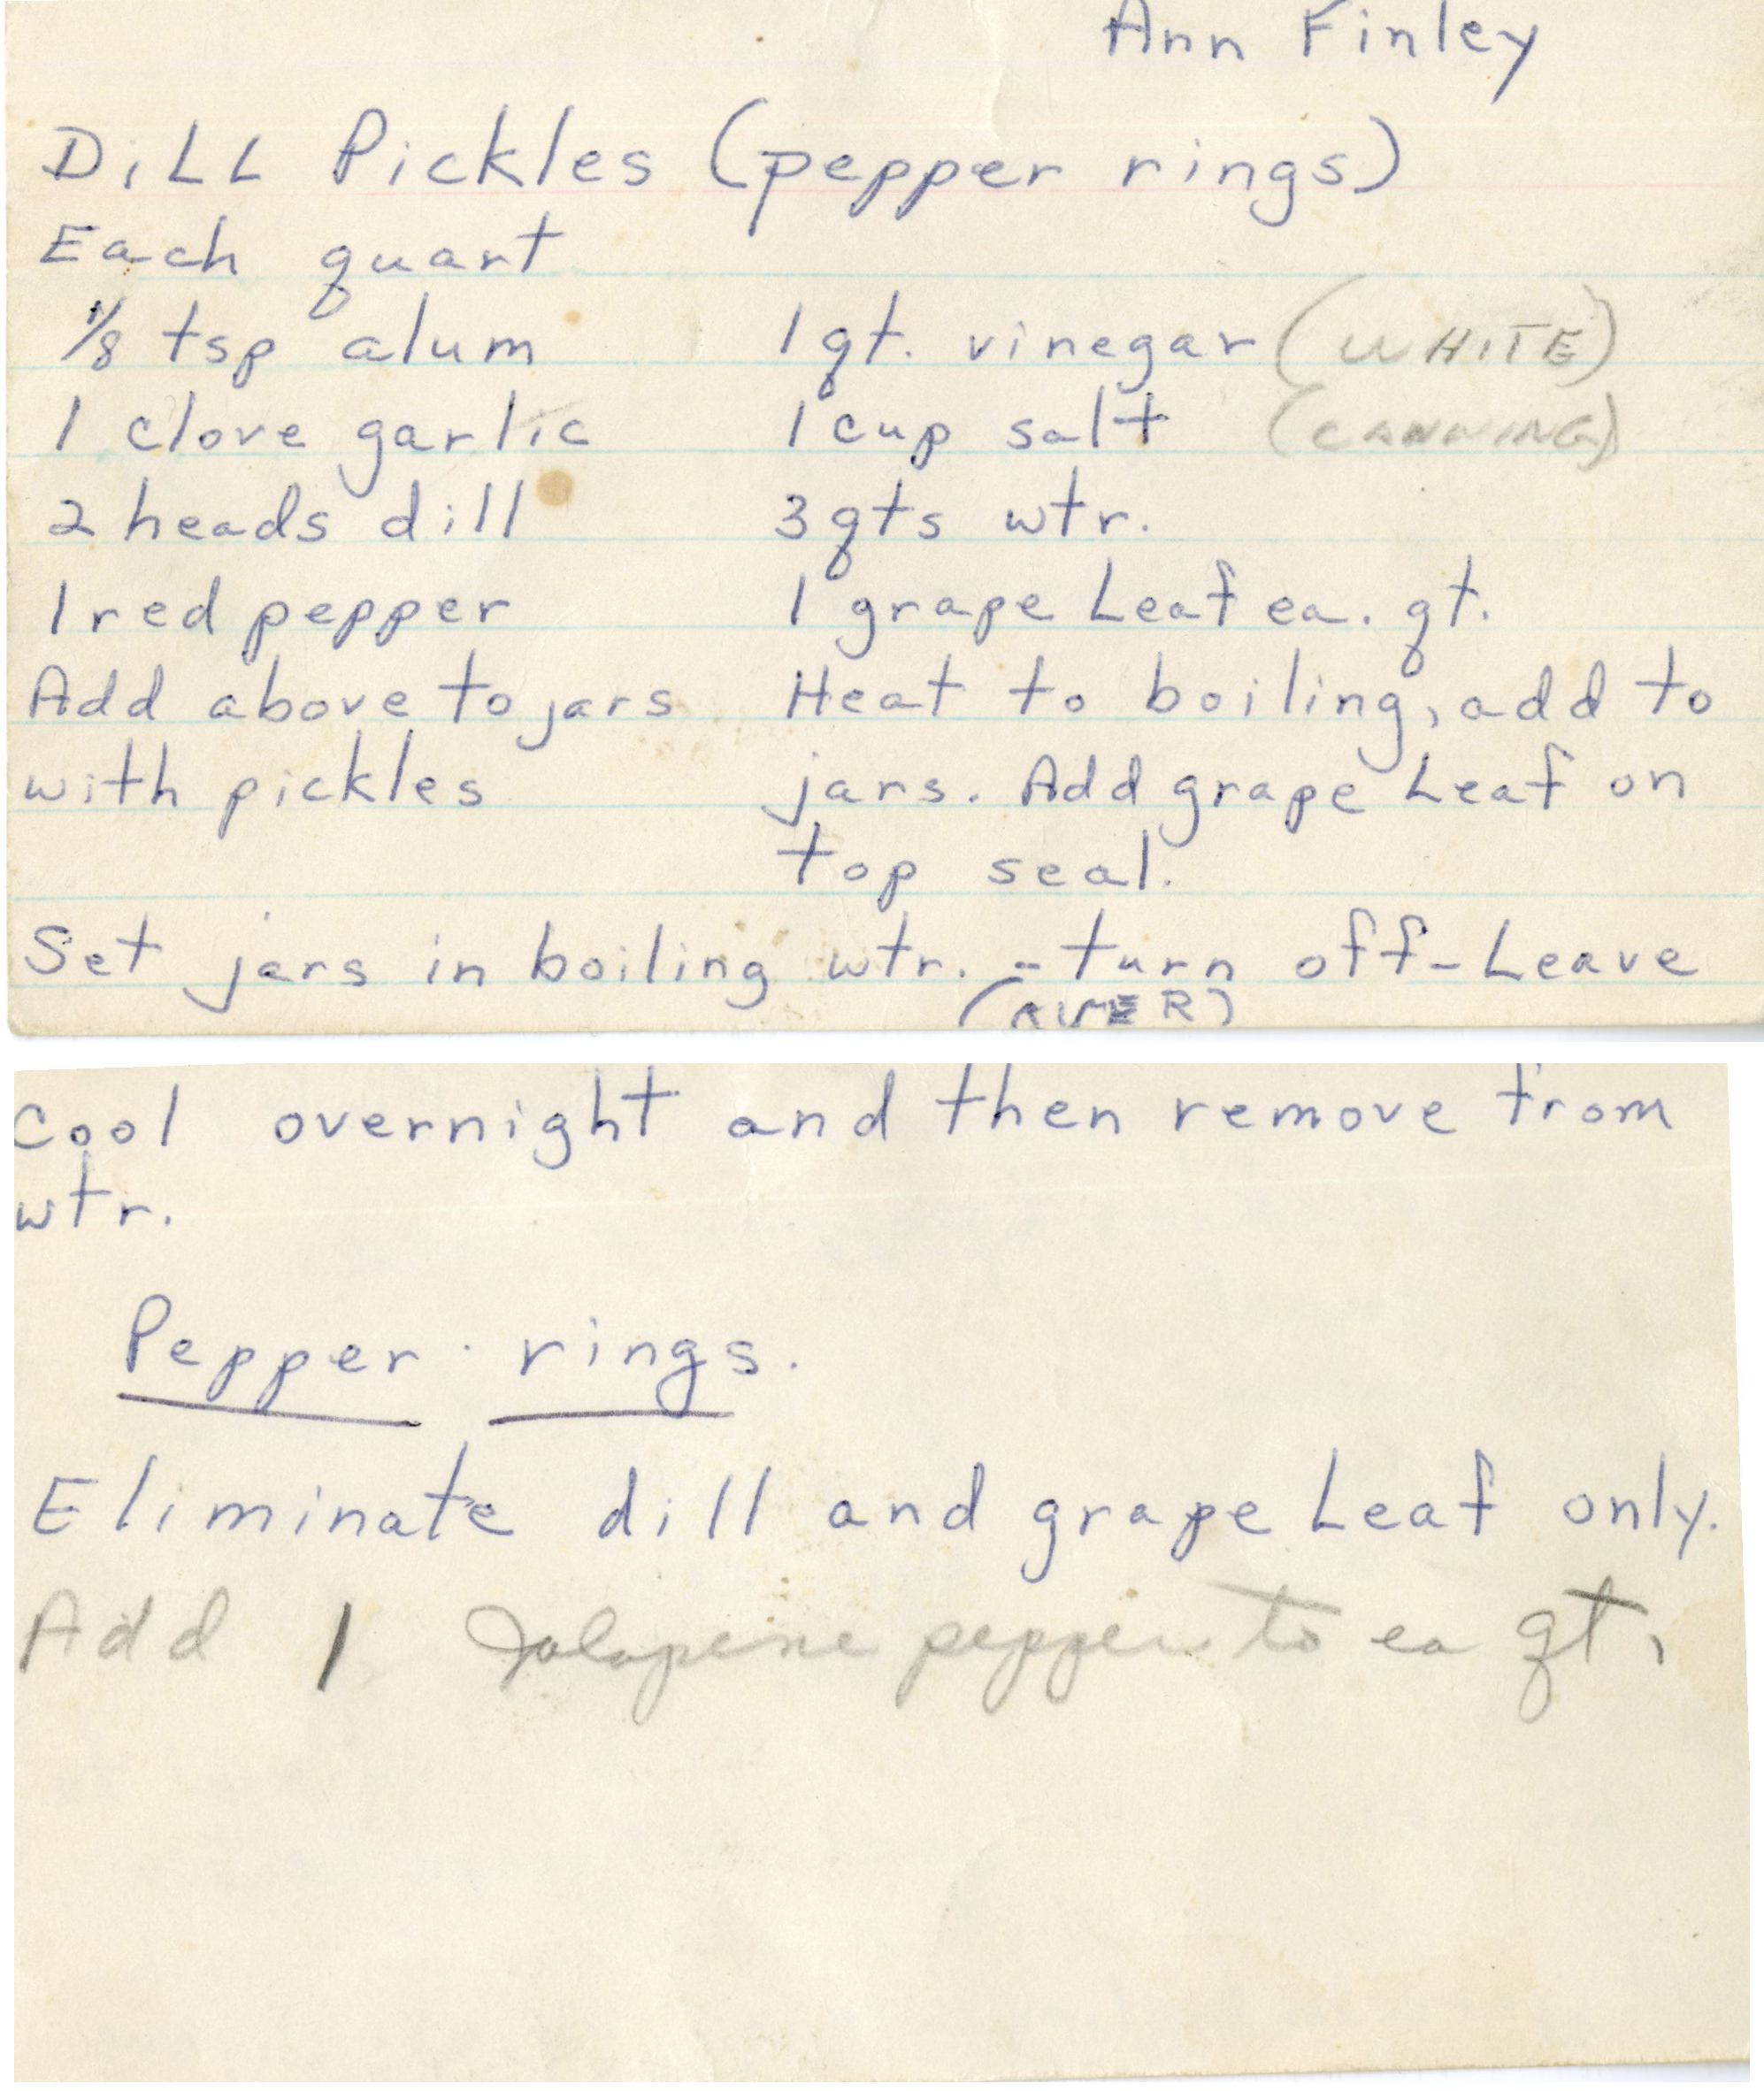 Ann Finley
Dill Pickles (pepper rings)
Each quart
1/8 tsp alum
1 clove garlic
2 heads dill
1 red pepper
Add above to jars
with pickles
1 qt. vinegar (WHITE)
1 cup salt (CANNING)
3 qts wtr.
1 grape Leaf ea. qt.
Heat to boiling, add to
jars. Add grape Leaf on
top seal.
Set jars in boiling wtr. - turn off - Leave
(OVER)
cool overnight and then remove from
wtr.
Pepper rings.
Eliminate dill and grape Leaf only.
Add 1 Jalapene pepper to ea qt.